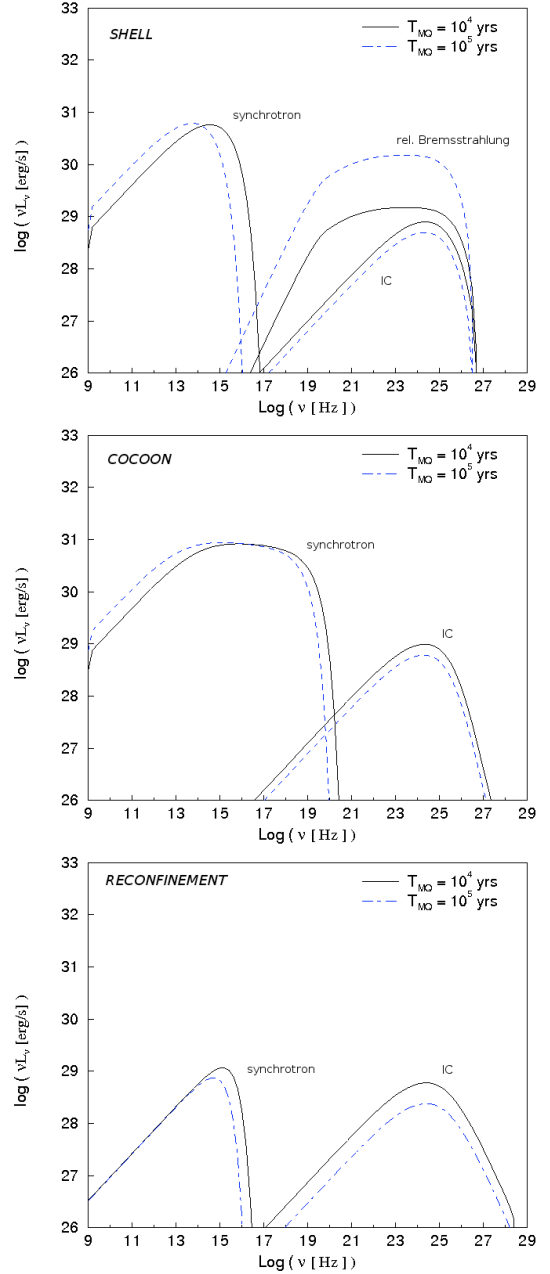 33
SHELL
T_MQ = 10^4 yrs
T_MQ = 10^5 yrs
32
synchrotron
31
rel. Bremsstrahlung
30
log ( νL_ν [erg/s] )
29
IC
28
27
26
9 11 13 15 17 19 21 23 25 27 29
Log ( ν [ Hz ] )
33
COCOON
T_MQ = 10^4 yrs
T_MQ = 10^5 yrs
32
synchrotron
31
30
log ( νL_ν [erg/s] )
29
IC
28
27
26
9 11 13 15 17 19 21 23 25 27 29
Log ( ν [ Hz ] )
33
RECONFINEMENT
T_MQ = 10^4 yrs
T_MQ = 10^5 yrs
32
31
30
log ( νL_ν [erg/s] )
29
synchrotron
IC
28
27
26
9 11 13 15 17 19 21 23 25 27 29
Log ( ν [ Hz ] )